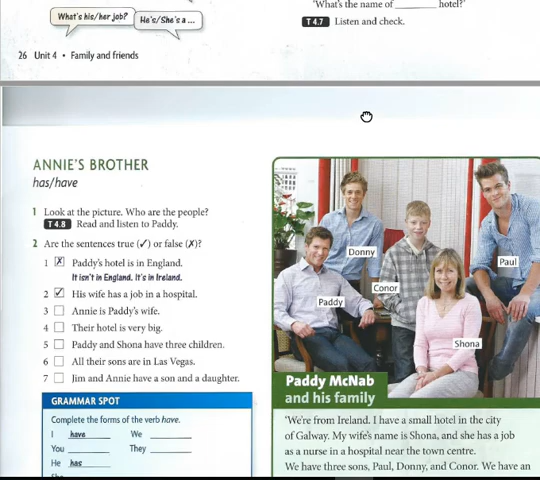 What's his/her job?
He's/She's a ...
'What's the name of ______ hotel?'
T 4.7 Listen and check.
26 Unit 4 • Family and friends
ANNIE'S BROTHER
has/have
1 Look at the picture. Who are the people?
T 4.8 Read and listen to Paddy.
2 Are the sentences true (✓) or false (✗)?
1 ✗ Paddy's hotel is in England.
It isn't in England. It's in Ireland.
2 ✓ His wife has a job in a hospital.
3 □ Annie is Paddy's wife.
4 □ Their hotel is very big.
5 □ Paddy and Shona have three children.
6 □ All their sons are in Las Vegas.
7 □ Jim and Annie have a son and a daughter.
GRAMMAR SPOT
Complete the forms of the verb have.
I have We ______
You ______ They ______
He has
She
Donny
Paul
Conor
Paddy
Shona
Paddy McNab
and his family
'We're from Ireland. I have a small hotel in the city
of Galway. My wife's name is Shona, and she has a job
as a nurse in a hospital near the town centre.
We have three sons, Paul, Donny, and Conor. We have an